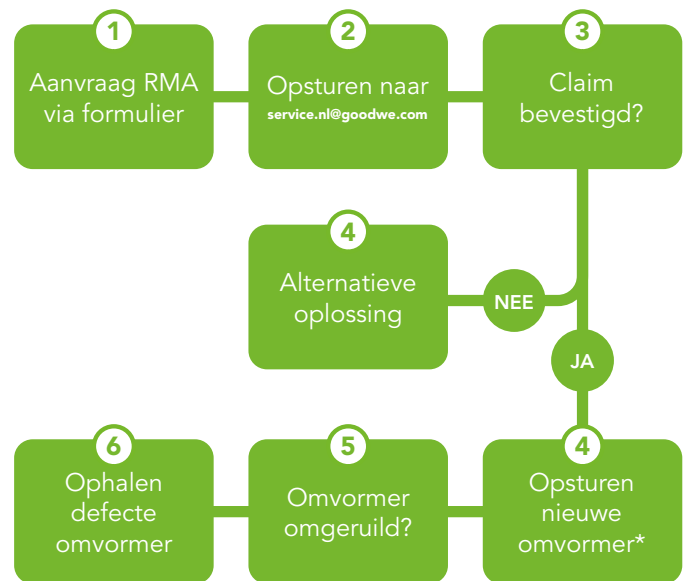 1
Aanvraag RMA
via formulier
2
Opsturen naar
service.nl@goodwe.com
3
Claim
bevestigd?
4
Alternatieve
oplossing
NEE
JA
4
Opsturen
nieuwe
omvormer*
5
Omvormer
omgeruild?
6
Ophalen
defecte
omvormer